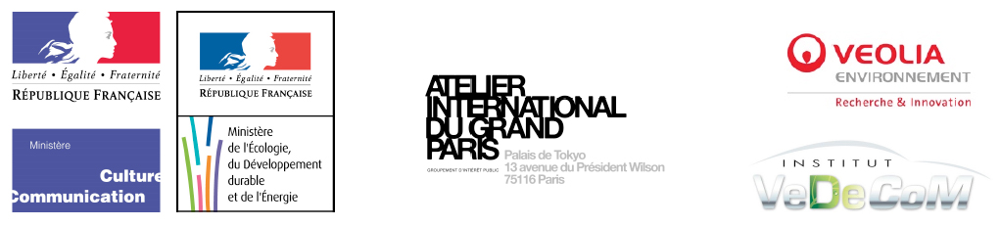 Liberté • Égalité • Fraternité
RÉPUBLIQUE FRANÇAISE
Ministère
Culture
Communication
Liberté • Égalité • Fraternité
RÉPUBLIQUE FRANÇAISE
Ministère
de l'Écologie,
du Développement
durable
et de l'Énergie
ATELIER
INTERNATIONAL
DU GRAND
PARIS
GROUPEMENT D'INTÉRÊT PUBLIC
Palais de Tokyo
13 avenue du Président Wilson
75116 Paris
VEOLIA
ENVIRONNEMENT
Recherche & Innovation
INSTITUT
VeDeCoM